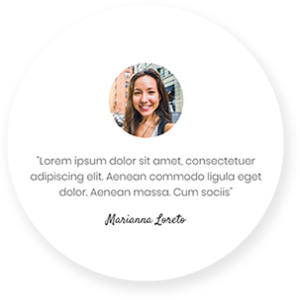 "Lorem ipsum dolor sit amet, consectetuer
adipiscing elit. Aenean commodo ligula eget
dolor. Aenean massa. Cum sociis"
Marianna Loreto